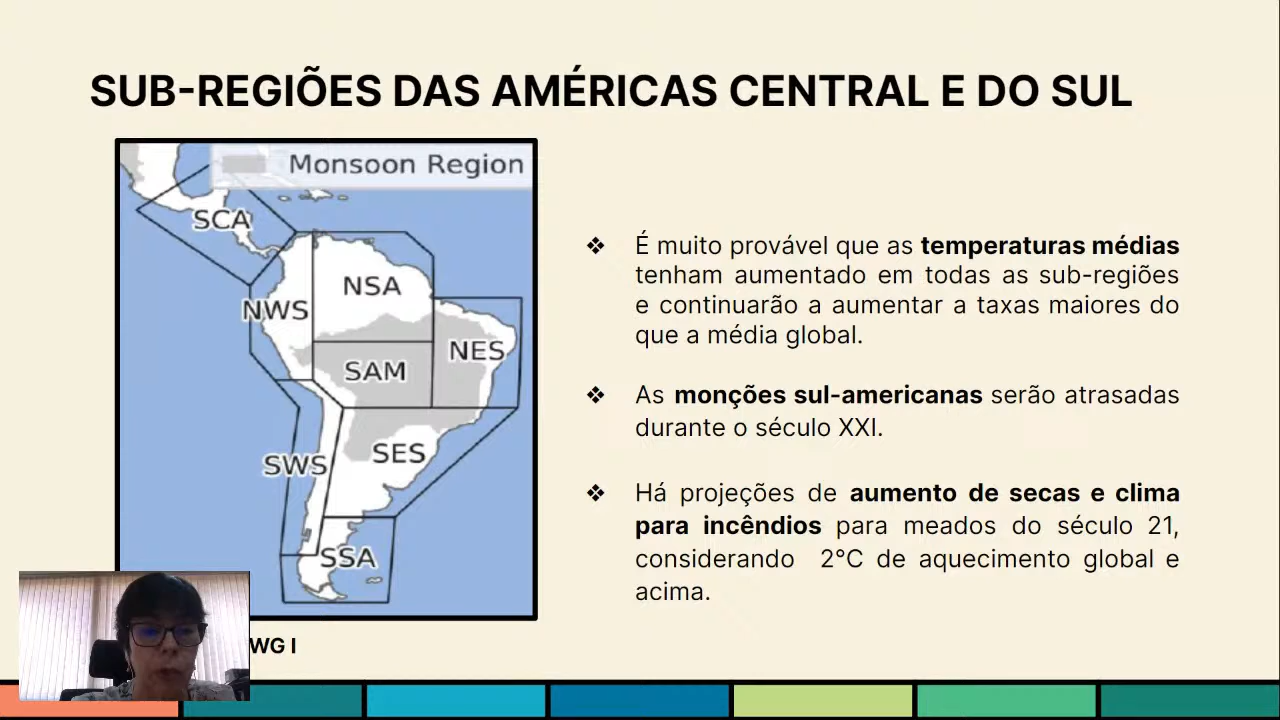 SUB-REGIÕES DAS AMÉRICAS CENTRAL E DO SUL
Monsoon Region
SCA
NSA
NWS
NES
SAM
SES
SWS
SSA
❖ É muito provável que as temperaturas médias
tenham aumentado em todas as sub-regiões
e continuarão a aumentar a taxas maiores do
que a média global.
❖ As monções sul-americanas serão atrasadas
durante o século XXI.
❖ Há projeções de aumento de secas e clima
para incêndios para meados do século 21,
considerando 2°C de aquecimento global e
acima.
WG I